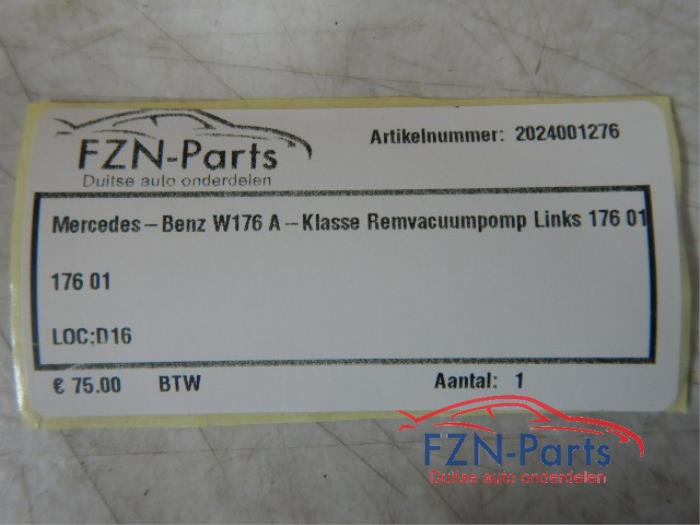 FZN-Parts
Duitse auto onderdelen
Artikelnummer: 2024001276
Mercedes-Benz W176 A-Klasse Remvacuumpomp Links 176 01
176 01
LOC;D16
€ 75.00 BTW Aantal: 1
FZN-Parts
Duitse auto onderdelen